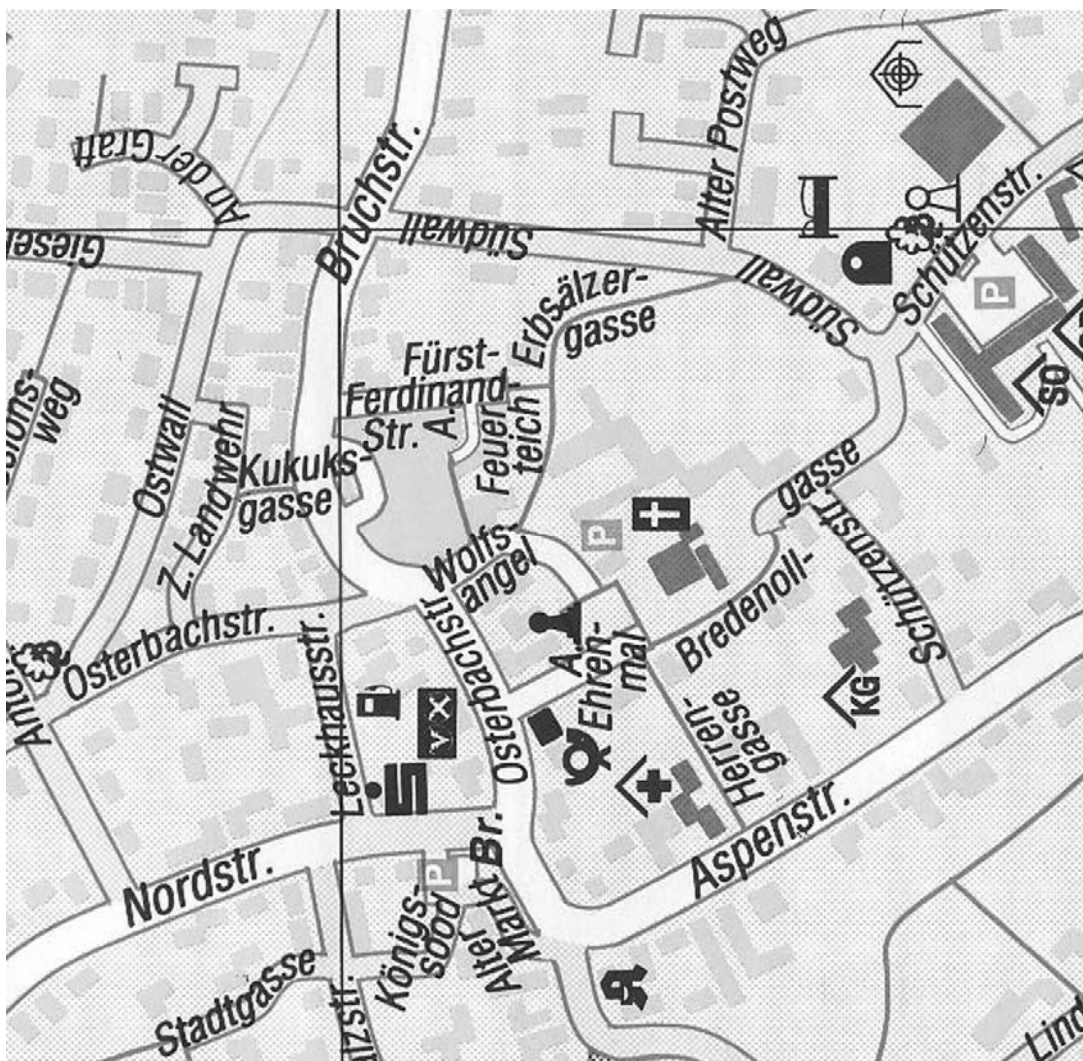 An der Graft
Bruchstr.
Südwall
Alter Postweg
Südwall
Schützenstr.
P
Erbsälzer-
gasse
Fürst-
Ferdinand-
Str.
A.
Feuer-
teich
weg
Ostwall
Z. Landwehr
Kukuks-
gasse
SO
gasse
Schützenstr.
P
Wolfs-
angel
Bredenoll-
Osterbachstr.
Osterbachstr.
A.
Ehren-
mal
Leckhausstr.
KG
Herren-
gasse
Aspenstr.
Nordstr.
P
Br.
Königs-
sood
Alter
Markt
Stadtgasse